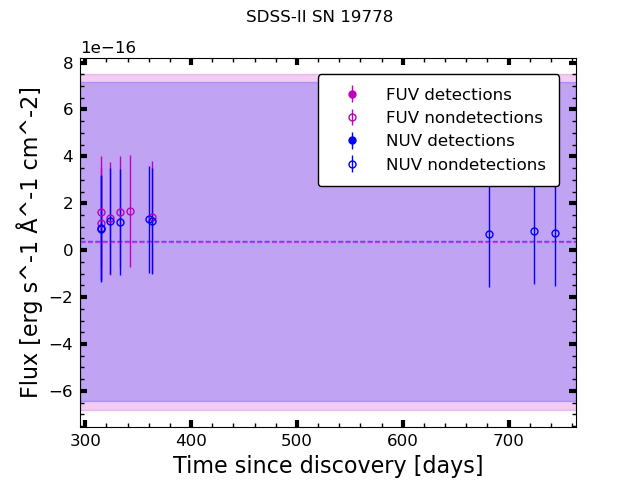 SDSS-II SN 19778
1e−16
FUV detections
FUV nondetections
NUV detections
NUV nondetections
8
6
4
2
0
−2
−4
−6
Flux [erg s^-1 Å^-1 cm^-2]
300 400 500 600 700
Time since discovery [days]